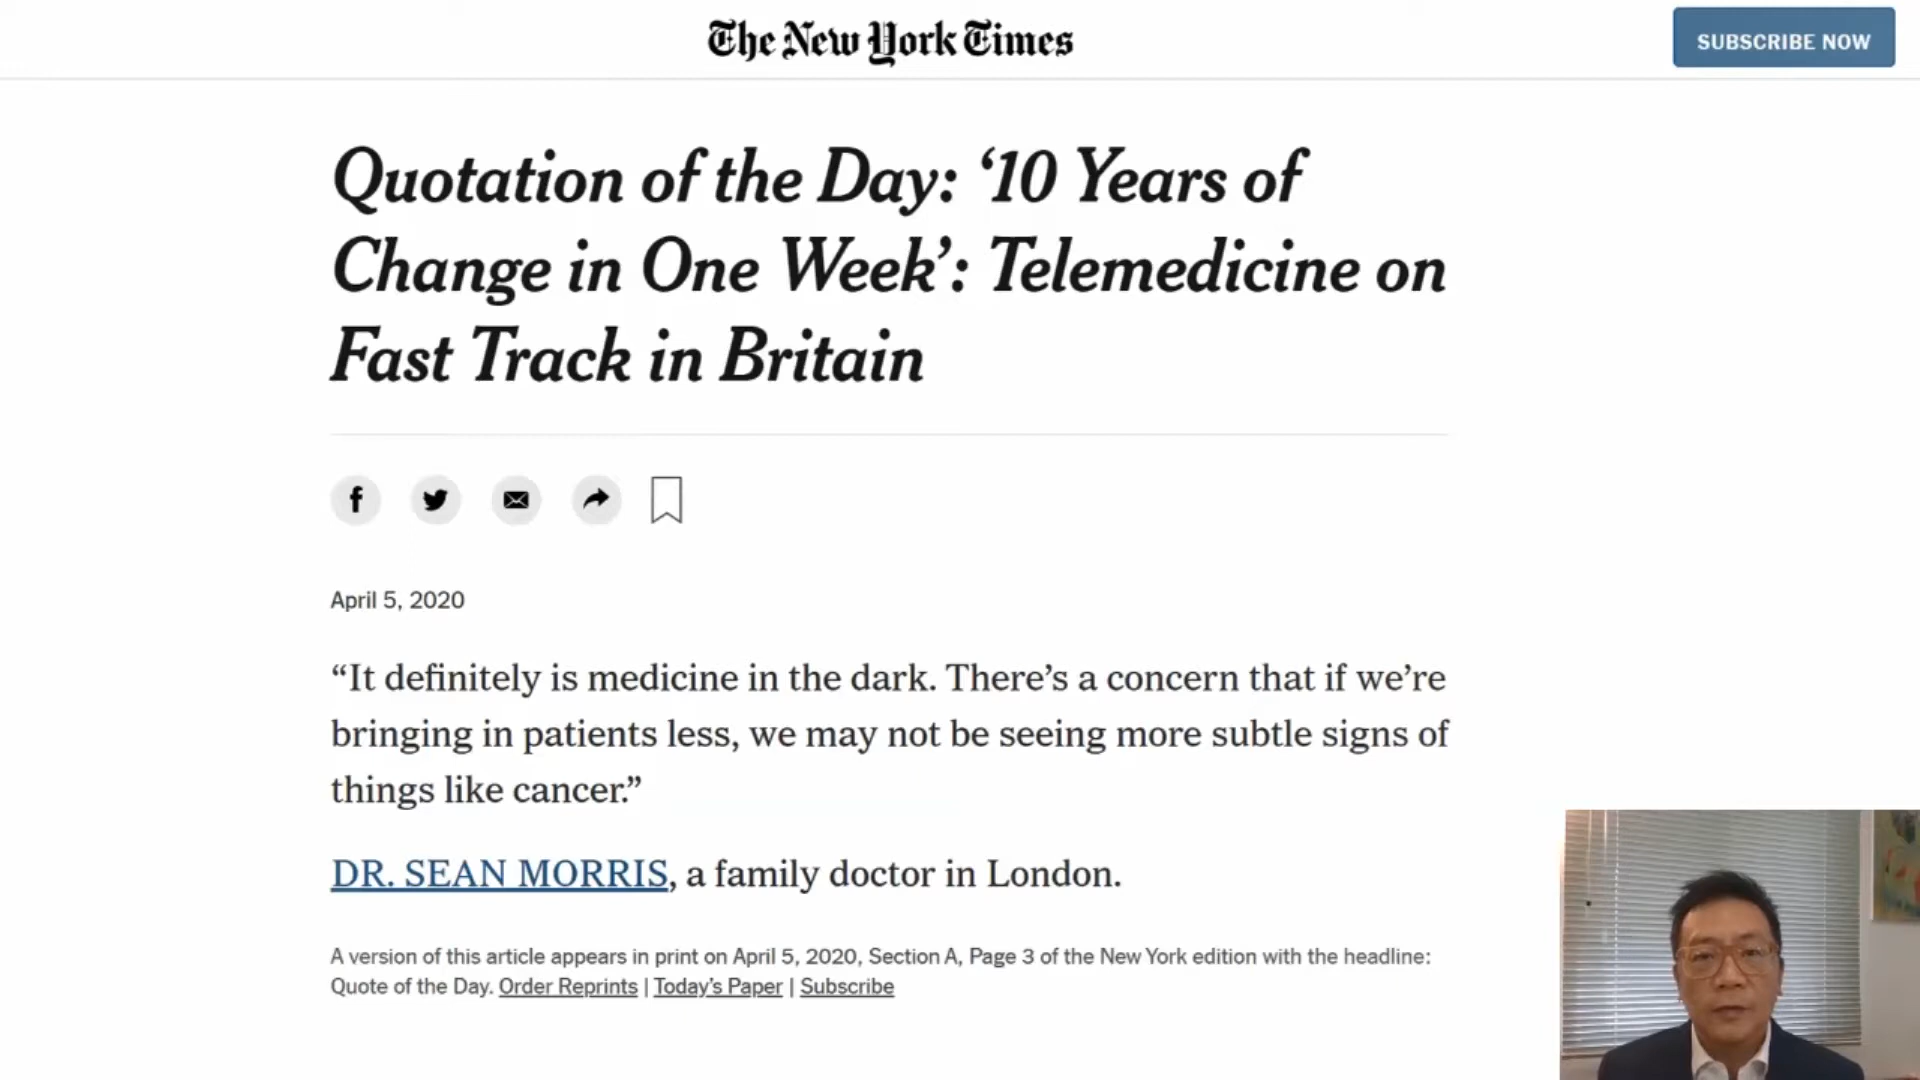 The New York Times
SUBSCRIBE NOW
Quotation of the Day: ‘10 Years of
Change in One Week’: Telemedicine on
Fast Track in Britain
April 5, 2020
“It definitely is medicine in the dark. There’s a concern that if we’re
bringing in patients less, we may not be seeing more subtle signs of
things like cancer.”
DR. SEAN MORRIS, a family doctor in London.
A version of this article appears in print on April 5, 2020, Section A, Page 3 of the New York edition with the headline:
Quote of the Day. Order Reprints | Today’s Paper | Subscribe